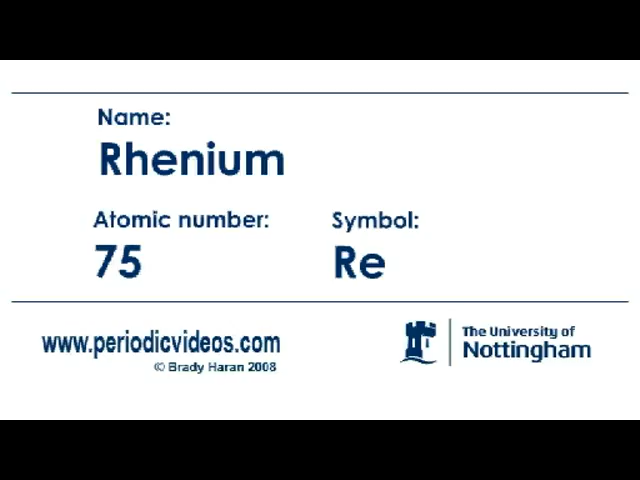 Name:
Rhenium
Atomic number: Symbol:
75 Re
www.periodicvideos.com
© Brady Haran 2008
The University of
Nottingham